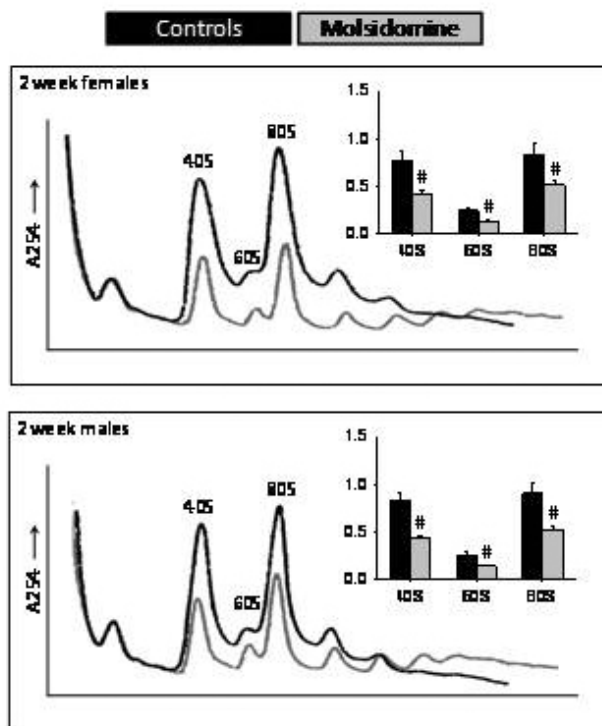 Controls Molsidomine
2 week females
A254
40S
60S
80S
1.5
1.0
0.5
0.0
#
#
#
40S 60S 80S
2 week males
A254
40S
60S
80S
1.5
1.0
0.5
0.0
#
#
#
40S 60S 80S